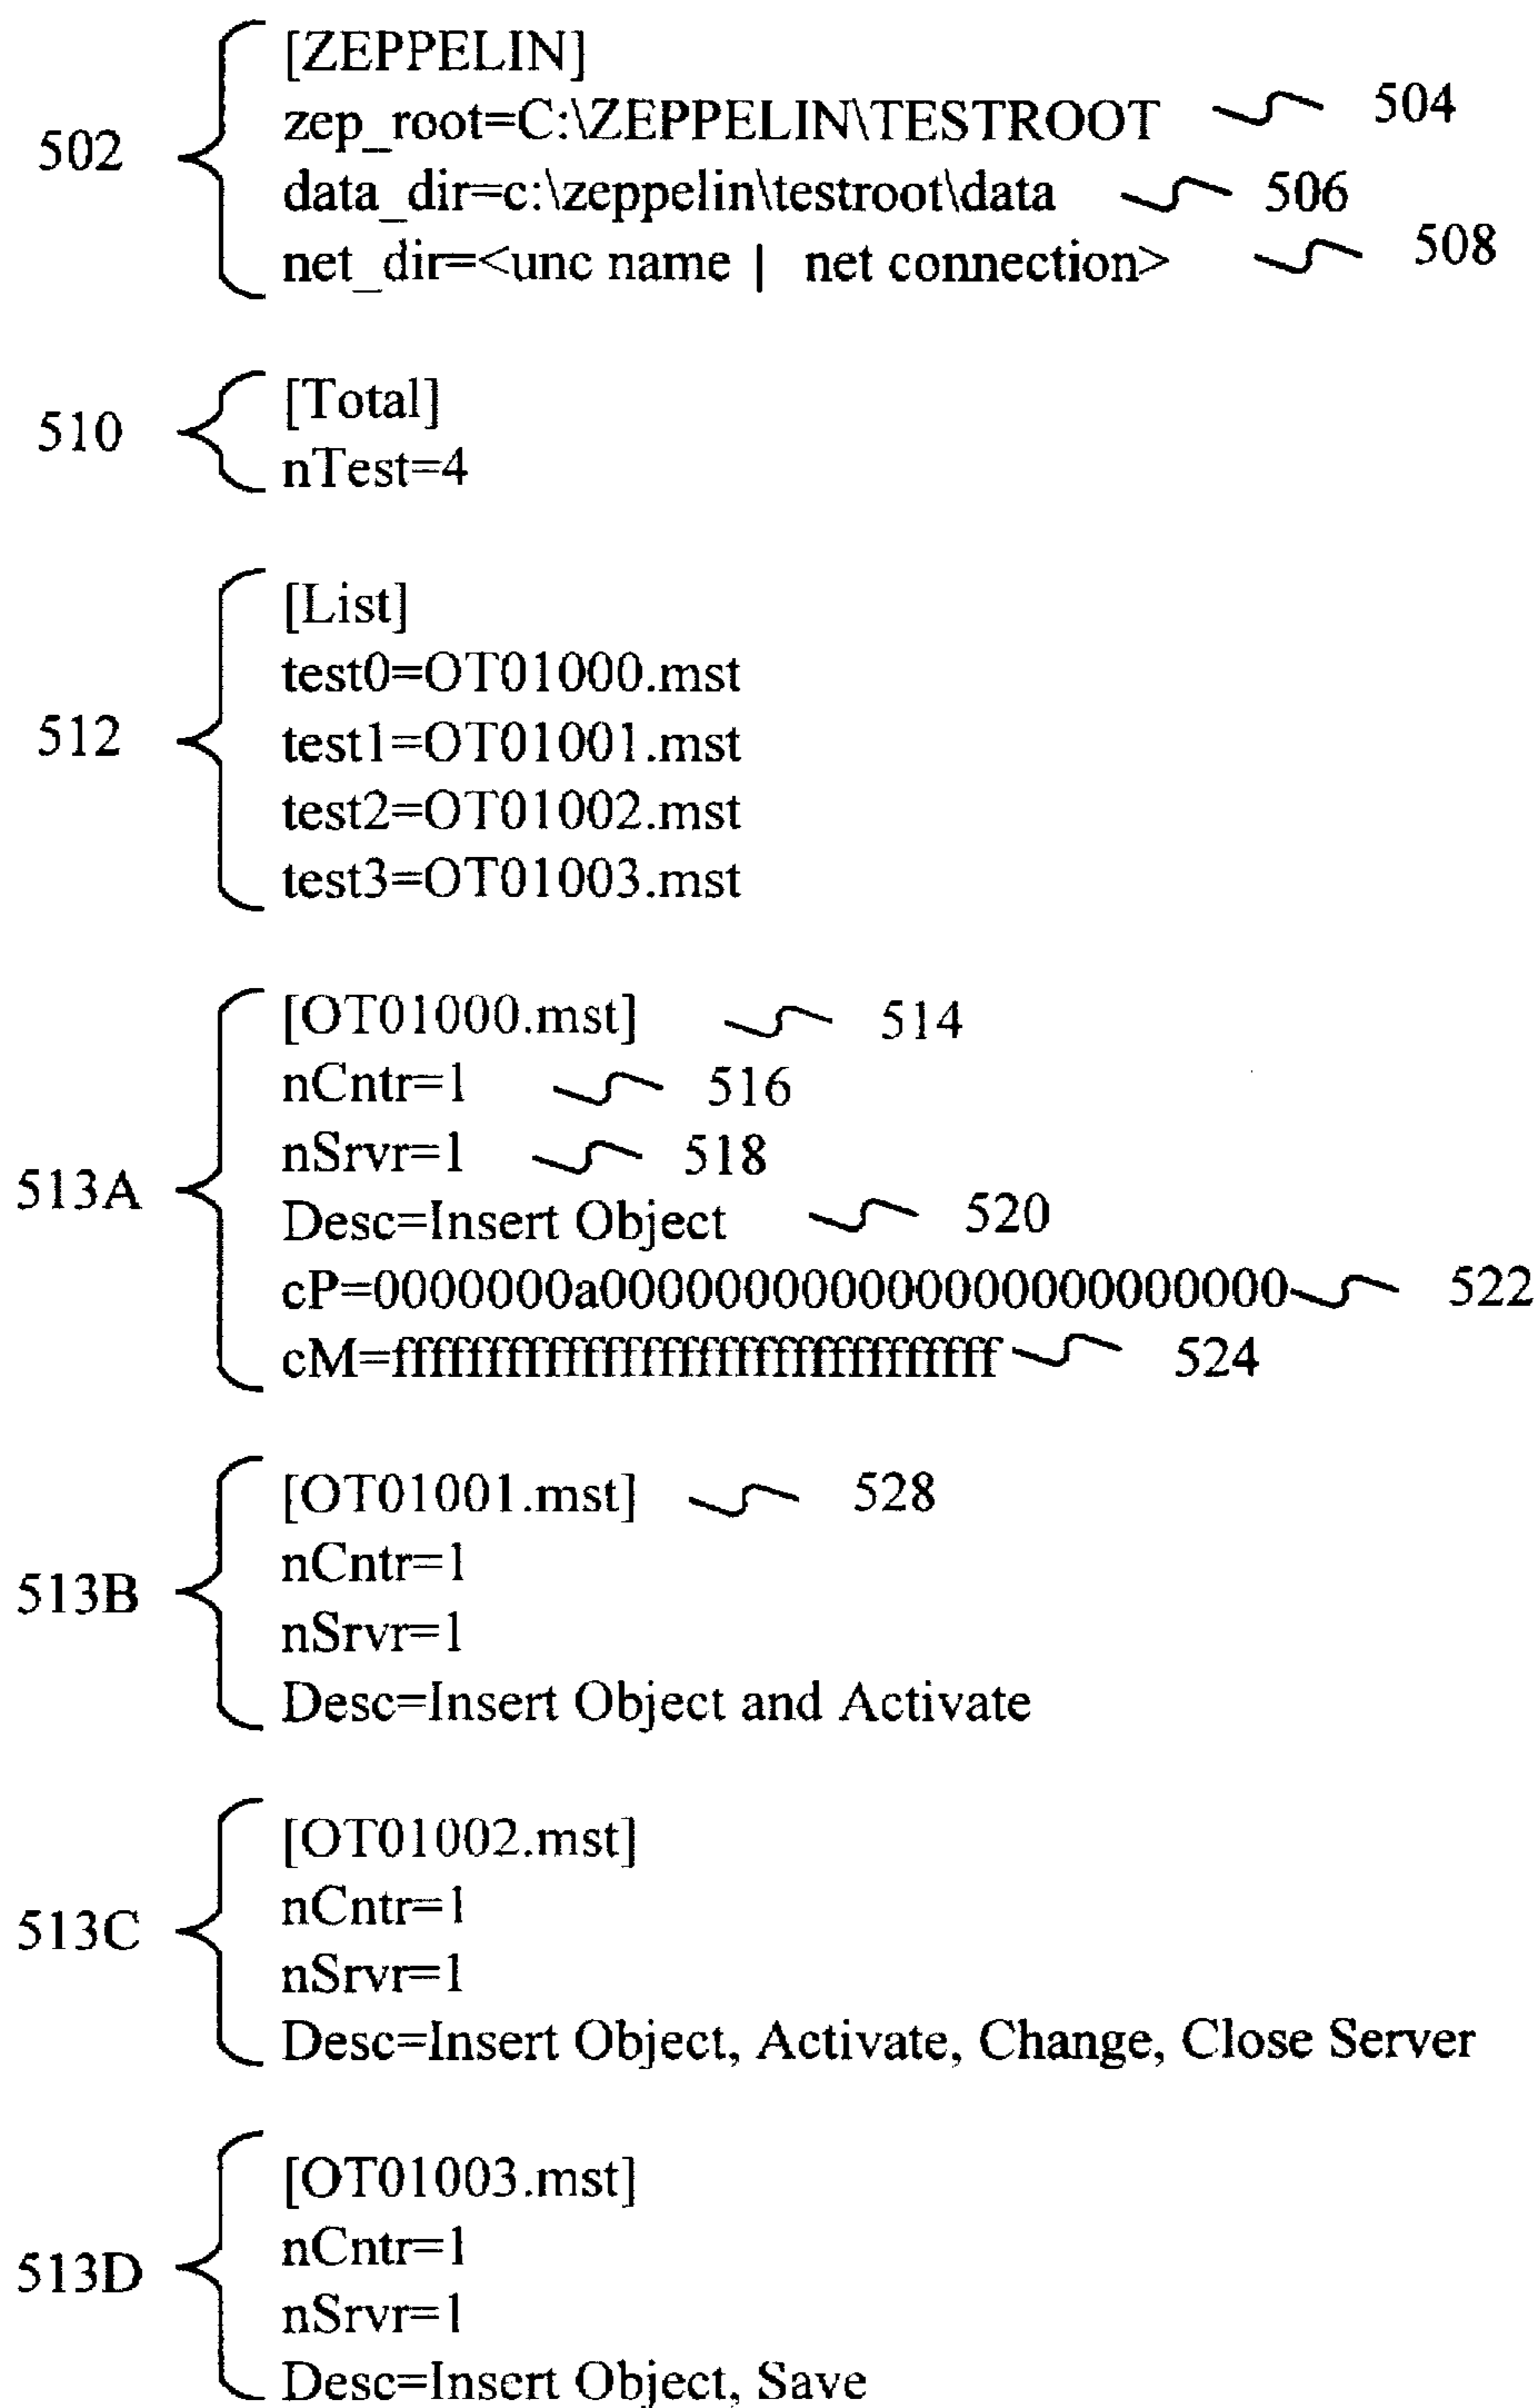 502
[ZEPPELIN]
zep_root=C:\ZEPPELIN\TESTROOT 504
data_dir=c:\zeppelin\testroot\data 506
net_dir=<unc name | net connection> 508
510
[Total]
nTest=4
512
[List]
test0=OT01000.mst
test1=OT01001.mst
test2=OT01002.mst
test3=OT01003.mst
513A
[OT01000.mst] 514
nCntr=1 516
nSrvr=1 518
Desc=Insert Object 520
cP=0000000a000000000000000000000000 522
cM=ffffffffffffffffffffffffffffffff 524
513B
[OT01001.mst] 528
nCntr=1
nSrvr=1
Desc=Insert Object and Activate
513C
[OT01002.mst]
nCntr=1
nSrvr=1
Desc=Insert Object, Activate, Change, Close Server
513D
[OT01003.mst]
nCntr=1
nSrvr=1
Desc=Insert Object, Save